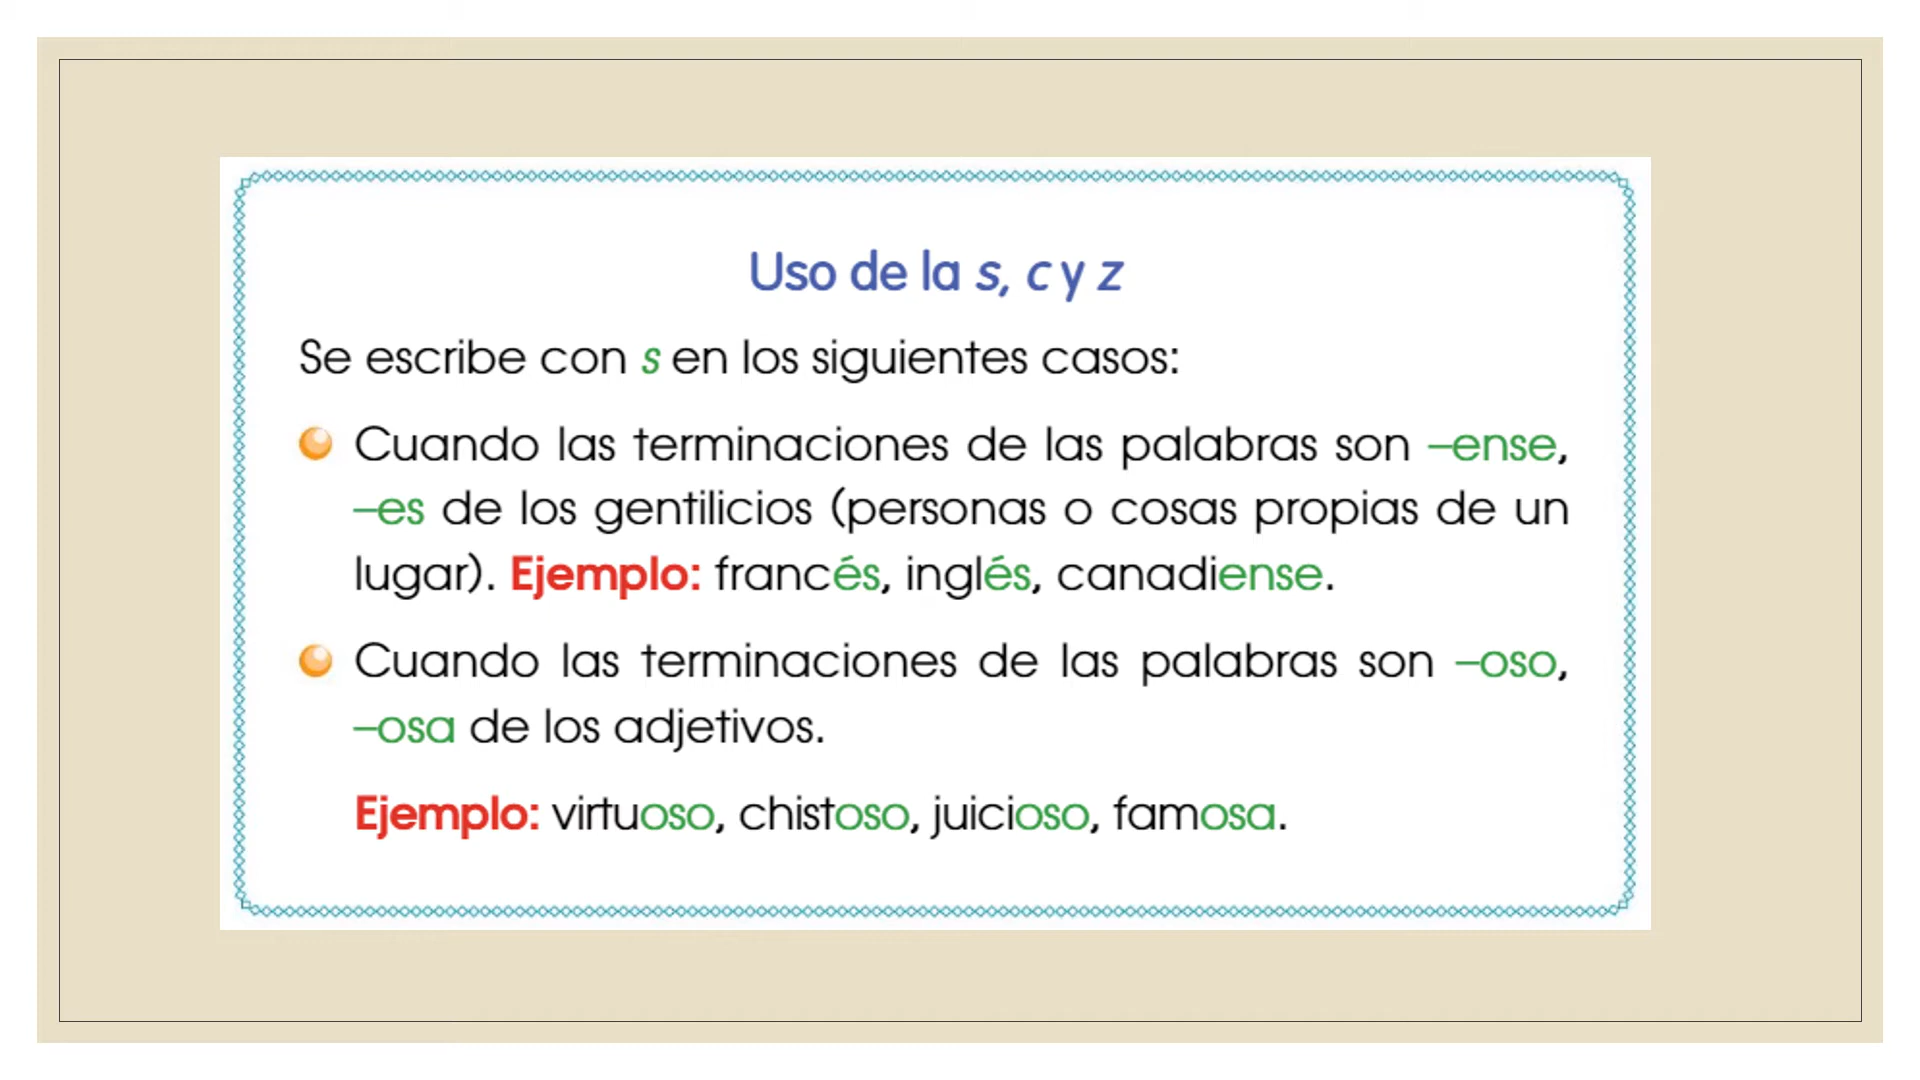 Uso de la s, c y z
Se escribe con s en los siguientes casos:
Cuando las terminaciones de las palabras son –ense,
–es de los gentilicios (personas o cosas propias de un
lugar). Ejemplo: francés, inglés, canadiense.
Cuando las terminaciones de las palabras son –oso,
–osa de los adjetivos.
Ejemplo: virtuoso, chistoso, juicioso, famosa.